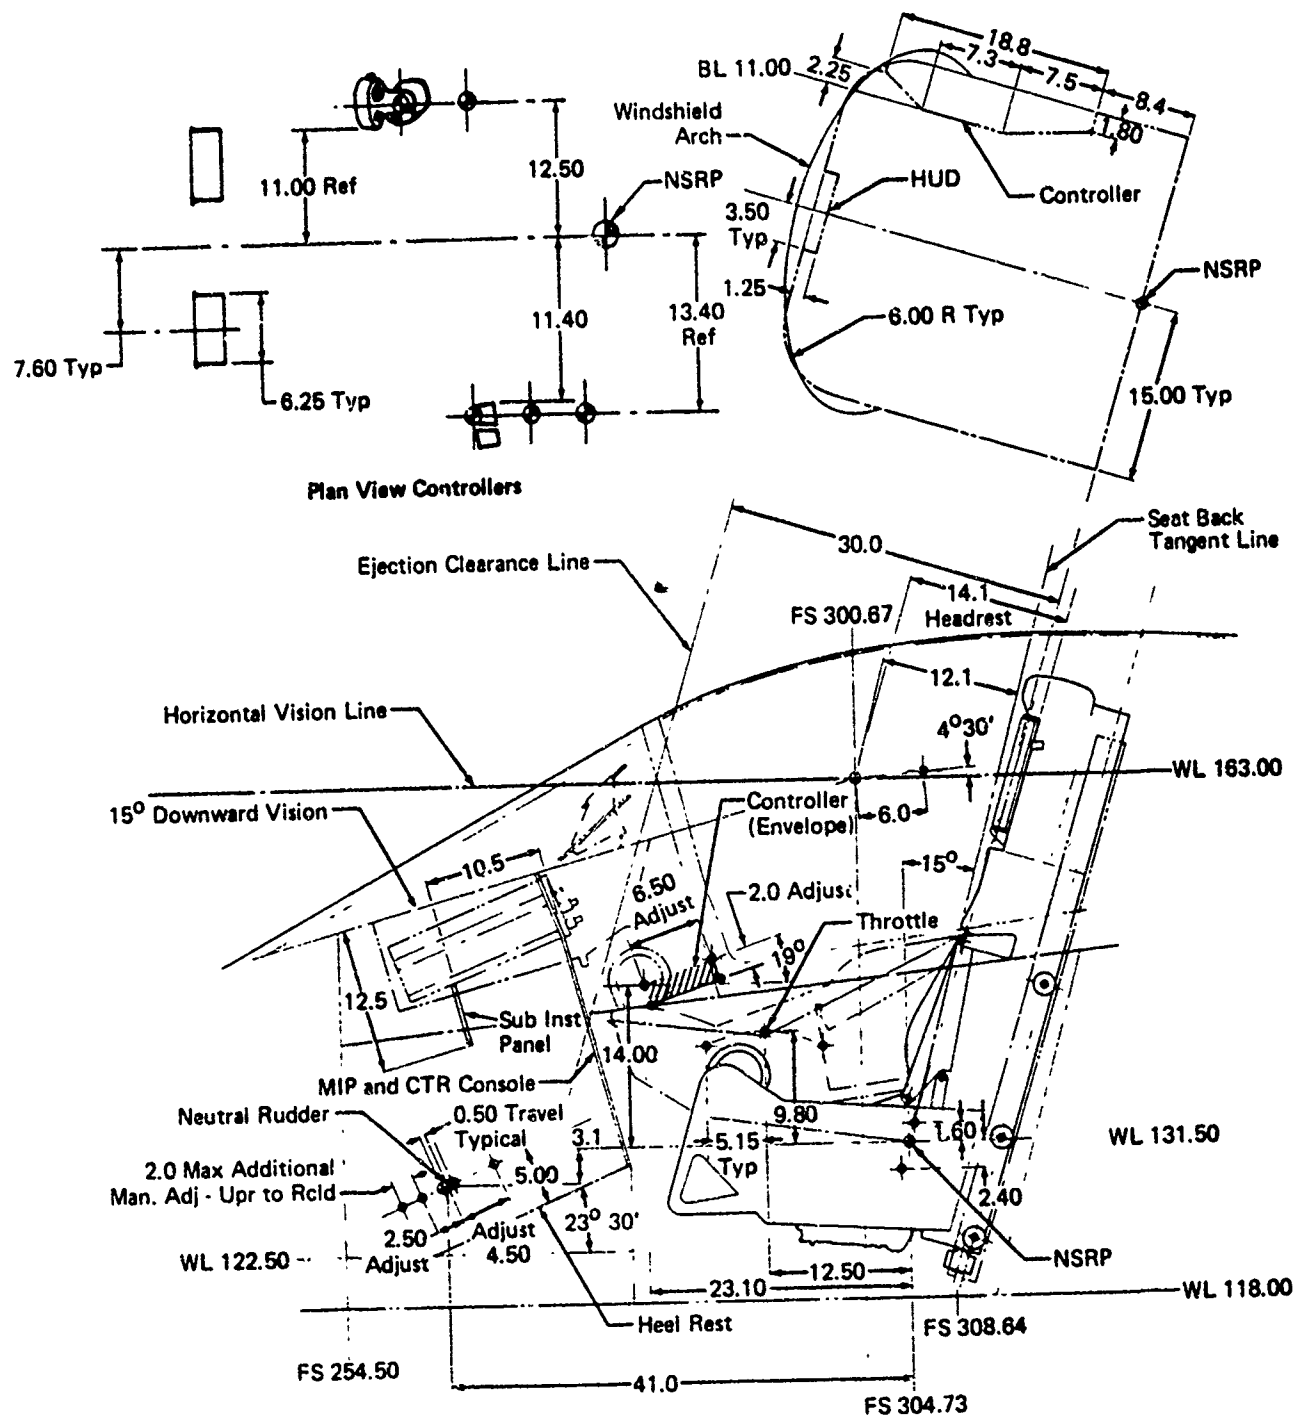 18.8
7.3
7.5
8.4
BL 11.00
2.25
1.80
Windshield
Arch
HUD
Controller
3.50
Typ
NSRP
1.25
6.00 R Typ
15.00 Typ
11.00 Ref
12.50
NSRP
11.40
13.40
Ref
7.60 Typ
6.25 Typ
Plan View Controllers
Seat Back
Tangent Line
30.0
Ejection Clearance Line
14.1
Headrest
FS 300.67
12.1
Horizontal Vision Line
4º30'
WL 163.00
15º Downward Vision
Controller
(Envelope)
6.0
10.5
6.50
Adjust
2.0 Adjust
15º
Throttle
19º
12.5
Sub Inst
Panel
14.00
MIP and CTR Console
Neutral Rudder
0.50 Travel
Typical
3.1
9.80
1.60
WL 131.50
5.15
Typ
2.0 Max Additional
Man. Adj - Upr to Rcld
5.00
2.40
2.50
Adjust
Adjust
4.50
23º 30'
WL 122.50
NSRP
12.50
23.10
WL 118.00
Heel Rest
FS 308.64
FS 254.50
41.0
FS 304.73